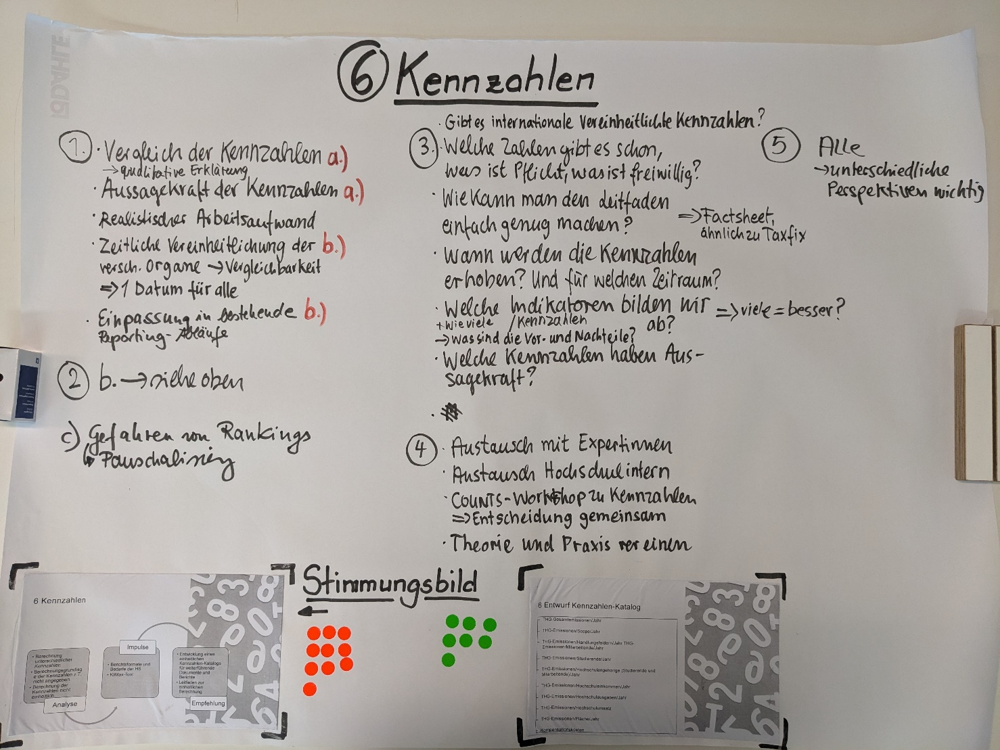 DAHLE
6 Kennzahlen
1. · Vergleich der Kennzahlen a.)
→ qualitative Erklärung
· Aussagekraft der Kennzahlen a.)
· Realistischer Arbeitsaufwand
· Zeitliche Vereinheitlichung der b.)
versch. Organe → Vergleichbarkeit
⇒ 1 Datum für alle
· Einpassung in bestehende b.)
Reporting-Abläufe
2 b. → siehe oben
c) Gefahren von Rankings
↳ Pauschalisierg
· Gibt es internationale Vereinheitlichte Kennzahlen?
3. · Welche Zahlen gibt es schon,
was ist Pflicht, was ist freiwillig?
· Wie kann man den Leitfaden
einfach genug machen?
⇒ Factsheet,
ähnlich zu Taxfix
· Wann werden die Kennzahlen
erhoben? Und für welchen Zeitraum?
· Welche Indikatoren bilden wir ⇒ viele = besser?
+ wie viele / Kennzahlen ab?
→ Was sind die Vor- und Nachteile?
· Welche Kennzahlen haben Aus-
sagekraft?
4 · Austausch mit Expertinnen
· Austausch Hochschulintern
· COUNTS-Workshop zu Kennzahlen
⇒ Entscheidung gemeinsam
· Theorie und Praxis vereinen
5 Alle
→ unterschiedliche
Perspektiven wichtig
Stimmungsbild
←
6 Kennzahlen
Impulse
• Berechnung
unterschiedlicher
Kennzahlen
• Berechnungsgrundlag
e der Kennzahlen z.T.
nicht angegeben
• Berechnung der
Kennzahlen nicht
einheitlich
Analyse
• Berichtsformate und
Bedarfe der HS
• KliMax-Tool
• Entwicklung eines
einheitlichen
Kennzahlen-Katalogs
für weiterführende
Dokumente und
Berichte
• Leitfaden zur
einheitlichen
Berechnung
Empfehlung
6 Entwurf Kennzahlen-Katalog
THG-Gesamtemissionen/Jahr
THG-Emissionen/Scope/Jahr
THG-Emissionen/Handlungsfeldern/Jahr THG-
Emissionen/Mitarbeitende/Jahr
THG-Emissionen/Studierende/Jahr
THG-Emissionen/Hochschulangehörige (Studierende und
Mitarbeitende)/Jahr
THG-Emissionen/Hochschuleinkommen/Jahr
THG-Emissionen/Hochschulausgaben/Jahr
THG-Emissionen/Hochschulumsatz
THG-Emissionen/Fläche/Jahr
Kompensationskosten